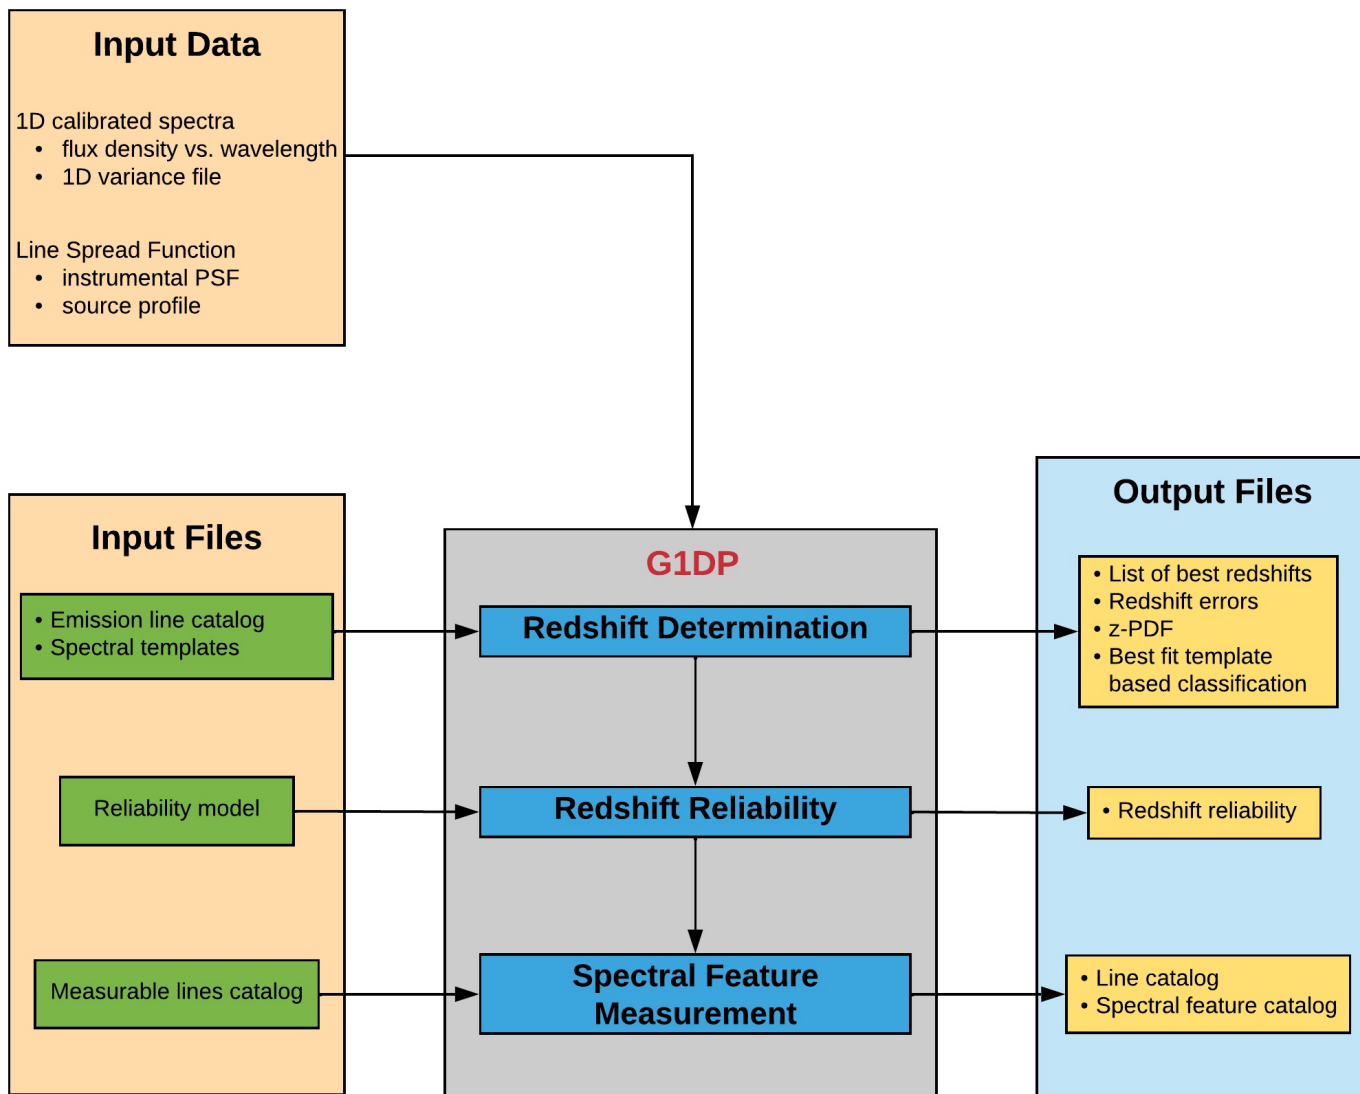 Input Data
1D calibrated spectra
• flux density vs. wavelength
• 1D variance file
Line Spread Function
• instrumental PSF
• source profile
Input Files
• Emission line catalog
• Spectral templates
Reliability model
Measurable lines catalog
G1DP
Redshift Determination
Redshift Reliability
Spectral Feature
Measurement
Output Files
• List of best redshifts
• Redshift errors
• z-PDF
• Best fit template
based classification
• Redshift reliability
• Line catalog
• Spectral feature catalog